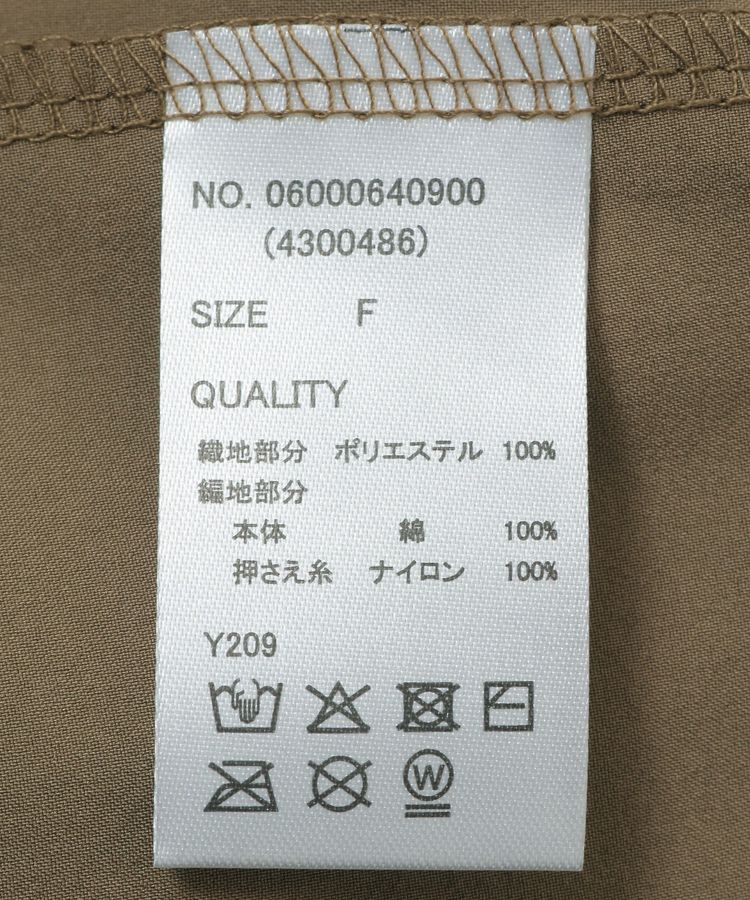 NO. 06000640900
(4300486)
SIZE F
QUALITY
織地部分 ポリエステル 100%
編地部分
本体 綿 100%
押さえ糸 ナイロン 100%
Y209
W